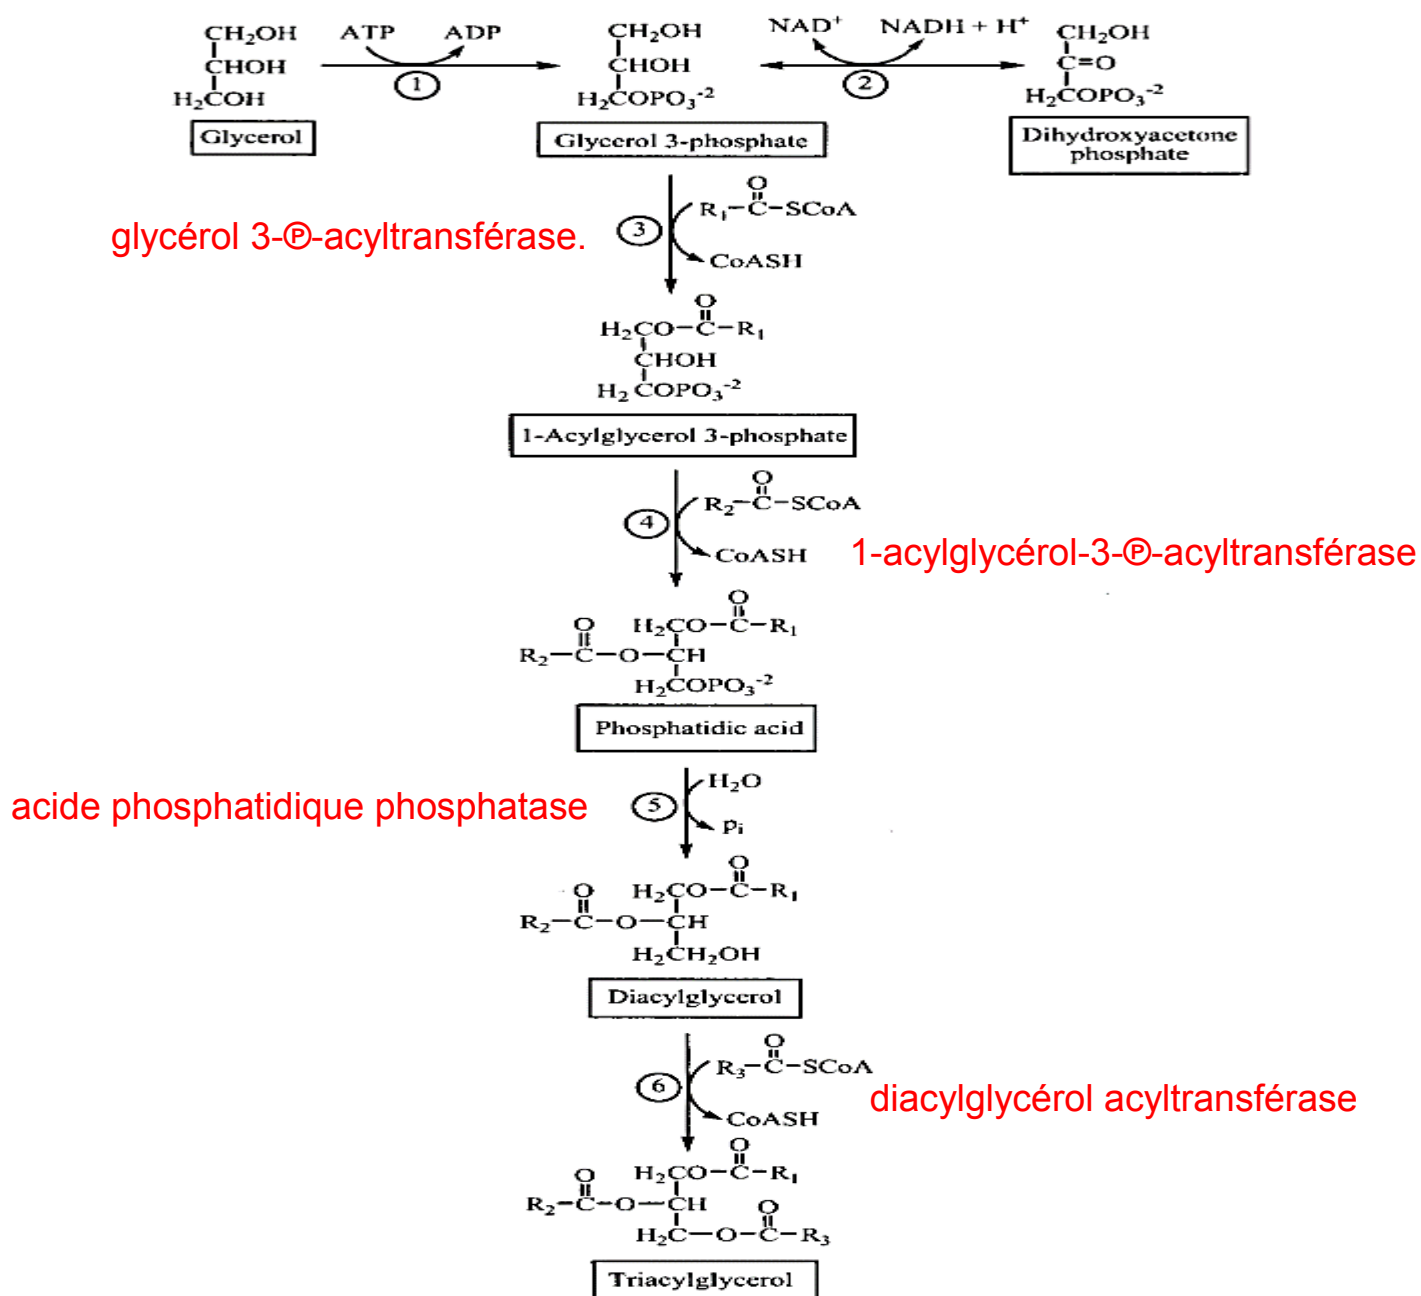 CH₂OH ATP ADP CH₂OH NAD⁺ NADH + H⁺ CH₂OH
CHOH CHOH C=O
H₂COH 1 H₂COPO₃⁻² 2 H₂COPO₃⁻²
Glycerol Glycerol 3-phosphate Dihydroxyacetone
phosphate
O
R₁–C–SCoA
glycérol 3-℗-acyltransférase. 3
CoASH
O
H₂CO–C–R₁
CHOH
H₂COPO₃⁻²
1-Acylglycerol 3-phosphate
O
R₂–C–SCoA
4
CoASH 1-acylglycérol-3-℗-acyltransférase
O
O H₂CO–C–R₁
R₂–C–O–CH
H₂COPO₃⁻²
Phosphatidic acid
H₂O
acide phosphatidique phosphatase 5
Pi
O
O H₂CO–C–R₁
R₂–C–O–CH
H₂CH₂OH
Diacylglycerol
O
R₃–C–SCoA
6 diacylglycérol acyltransférase
CoASH
O
O H₂CO–C–R₁
R₂–C–O–CH O
H₂C–O–C–R₃
Triacylglycerol